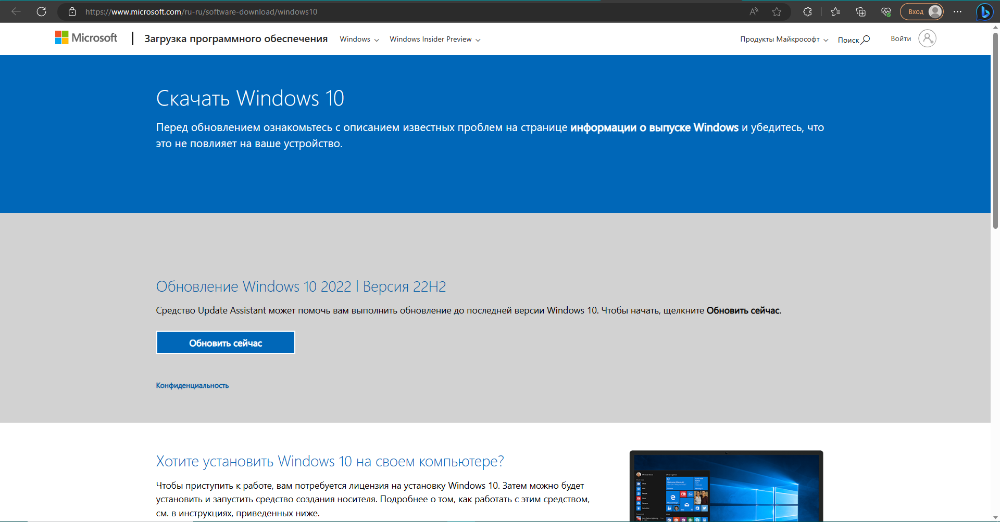 https://www.microsoft.com/ru-ru/software-download/windows10
Вход
Microsoft
Загрузка программного обеспечения
Windows
Windows Insider Preview
Продукты Майкрософт
Поиск
Войти
Скачать Windows 10
Перед обновлением ознакомьтесь с описанием известных проблем на странице информации о выпуске Windows и убедитесь, что
это не повлияет на ваше устройство.
Обновление Windows 10 2022 | Версия 22H2
Средство Update Assistant может помочь вам выполнить обновление до последней версии Windows 10. Чтобы начать, щелкните Обновить сейчас.
Обновить сейчас
Конфиденциальность
Хотите установить Windows 10 на своем компьютере?
Чтобы приступить к работе, вам потребуется лицензия на установку Windows 10. Затем можно будет
установить и запустить средство создания носителя. Подробнее о том, как работать с этим средством,
см. в инструкциях, приведенных ниже.